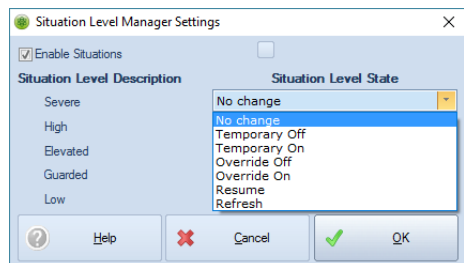 Situation Level Manager Settings
Enable Situations
Situation Level Description Situation Level State
Severe No change
No change
High Temporary Off
Temporary On
Elevated Override Off
Guarded Override On
Resume
Low Refresh
Help Cancel OK